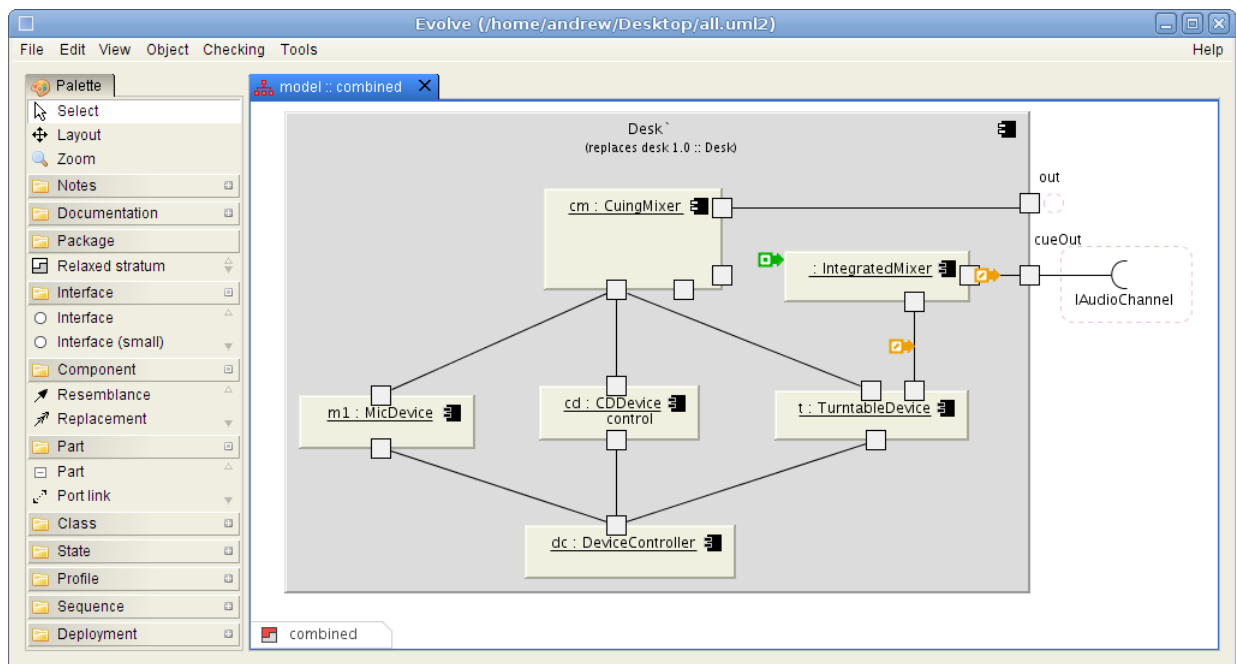 Evolve (/home/andrew/Desktop/all.uml2)
File Edit View Object Checking Tools Help
Palette
model :: combined
Select
Layout
Zoom
Notes
Documentation
Package
Relaxed stratum
Interface
Interface
Interface (small)
Component
Resemblance
Replacement
Part
Part
Port link
Class
State
Profile
Sequence
Deployment
Desk`
(replaces desk 1.0 :: Desk)
out
cm : CuingMixer
cueOut
: IntegratedMixer
IAudioChannel
m1 : MicDevice
cd : CDDevice
control
t : TurntableDevice
dc : DeviceController
combined